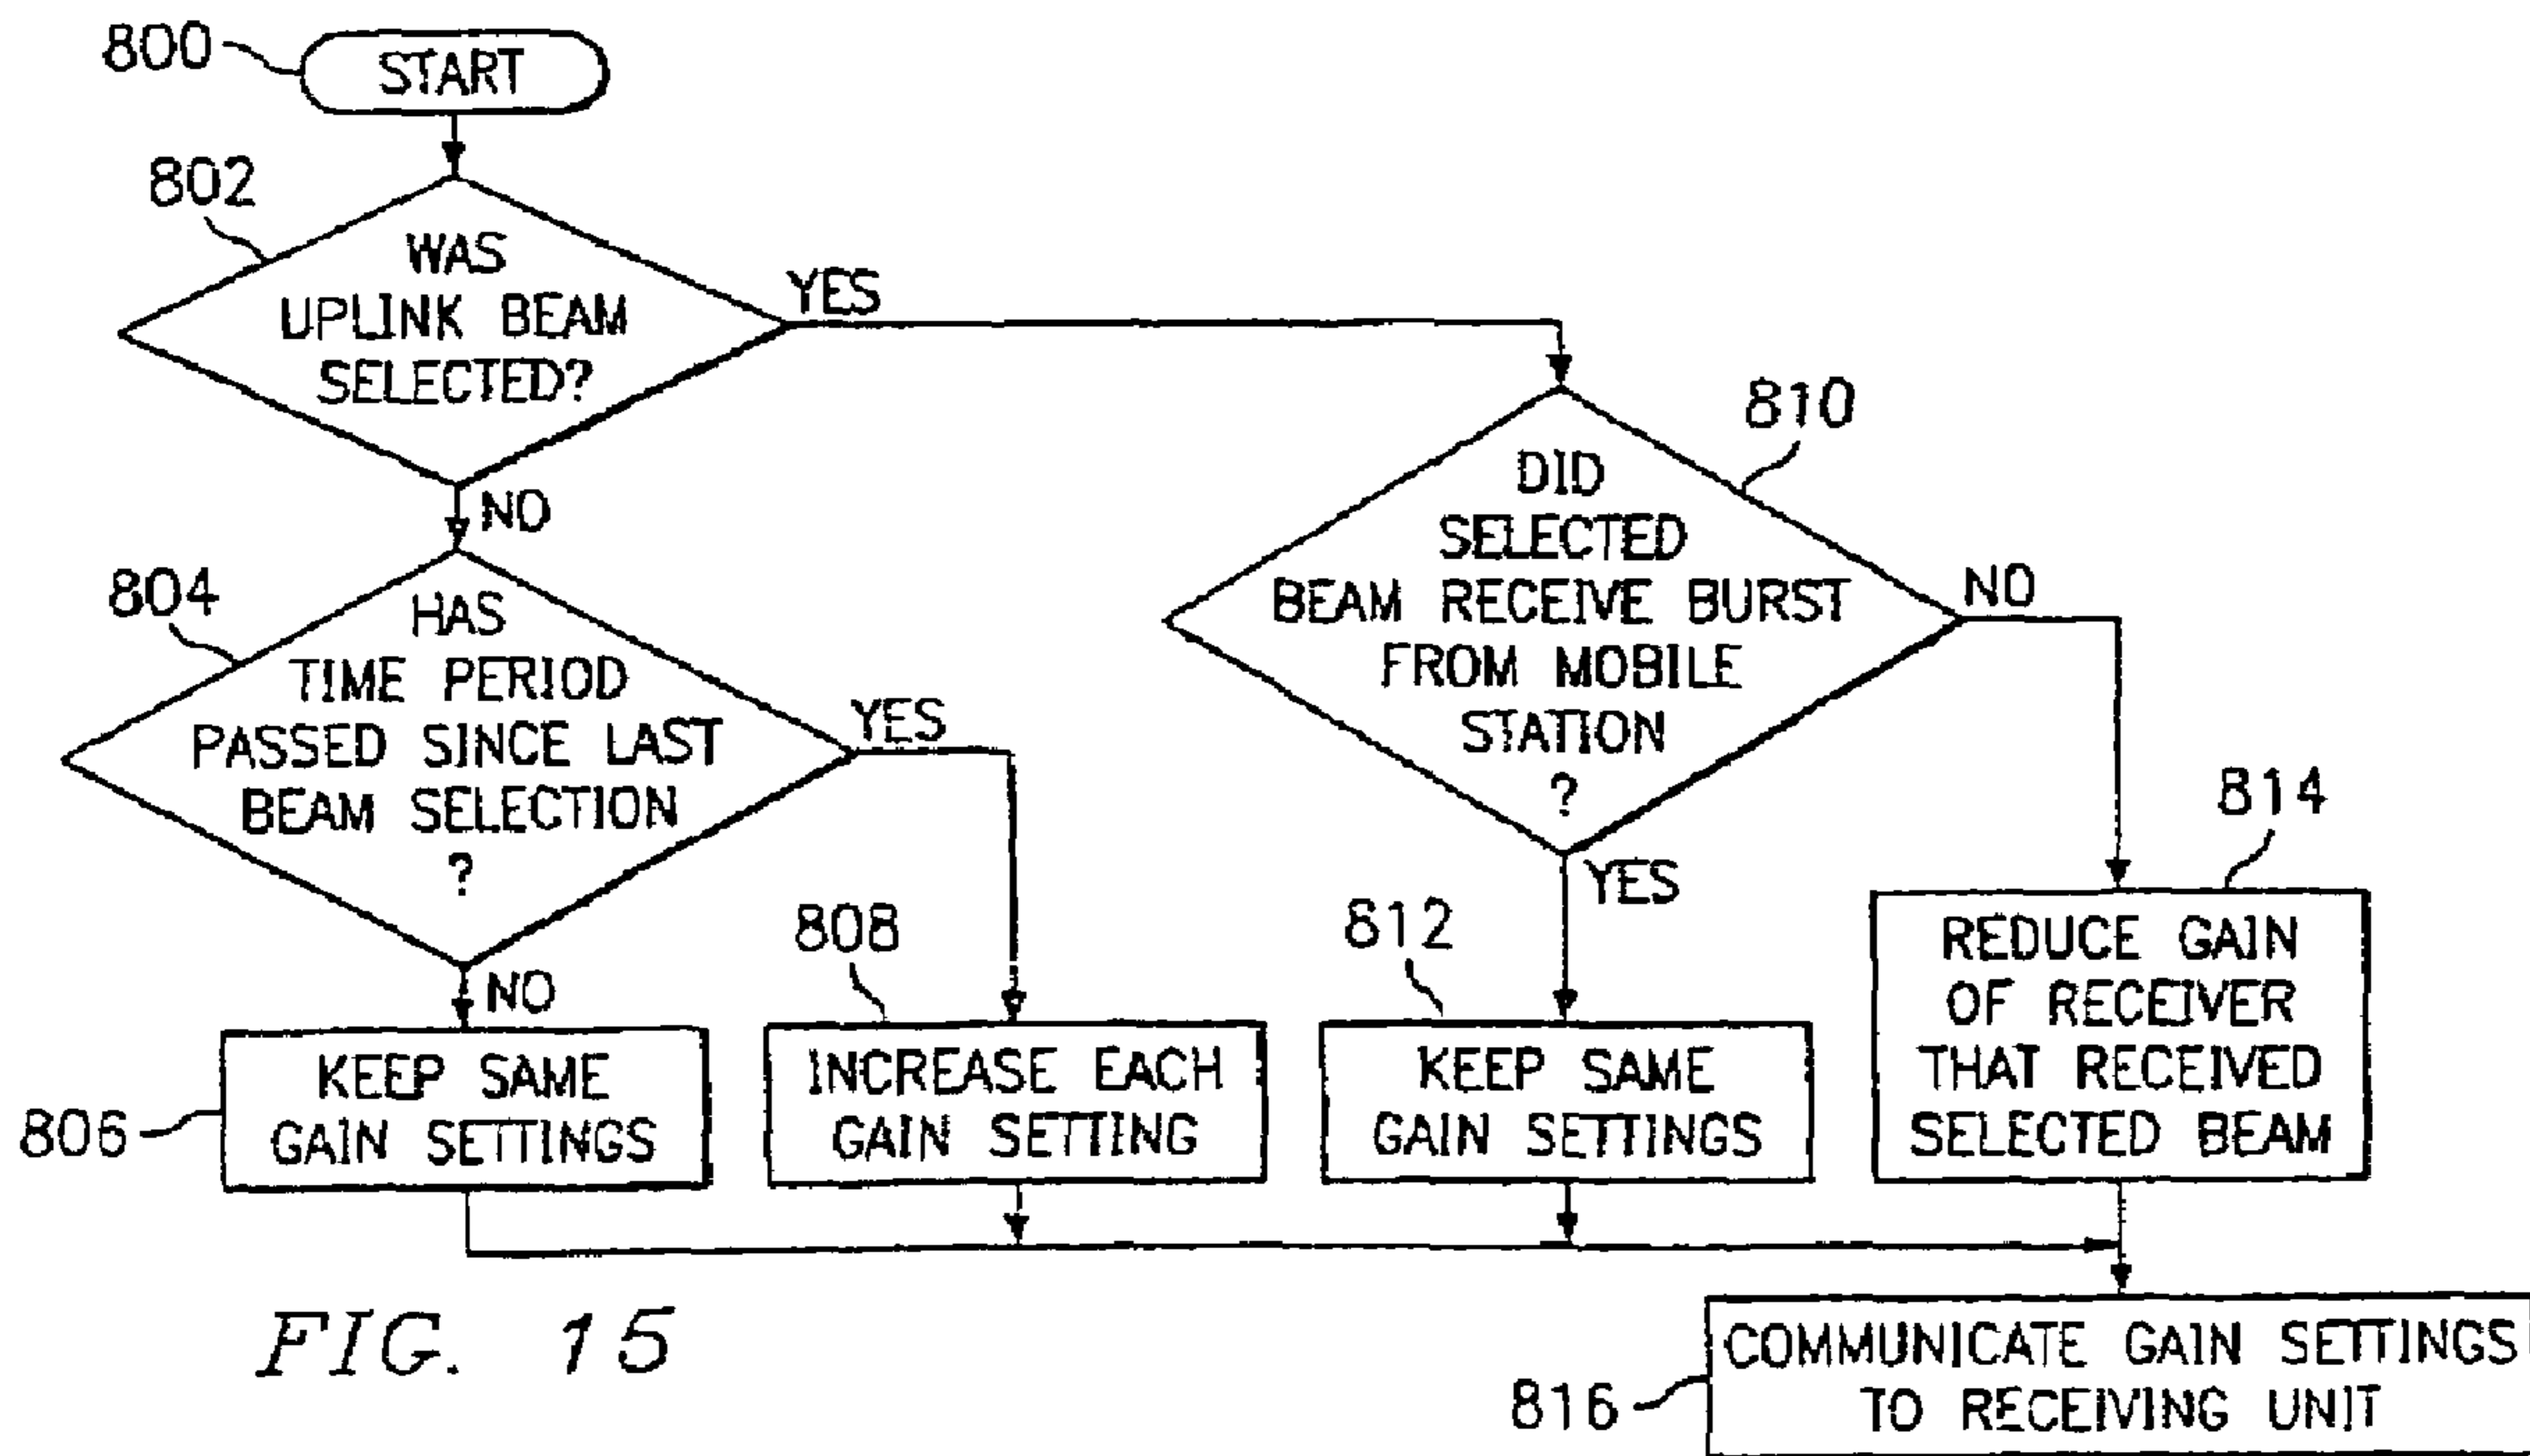 800
START
802
WAS
UPLINK BEAM
SELECTED?
YES
NO
804
HAS
TIME PERIOD
PASSED SINCE LAST
BEAM SELECTION
?
YES
NO
806
KEEP SAME
GAIN SETTINGS
808
INCREASE EACH
GAIN SETTING
810
DID
SELECTED
BEAM RECEIVE BURST
FROM MOBILE
STATION
?
NO
YES
812
KEEP SAME
GAIN SETTINGS
814
REDUCE GAIN
OF RECEIVER
THAT RECEIVED
SELECTED BEAM
816
COMMUNICATE GAIN SETTINGS
TO RECEIVING UNIT
FIG. 15